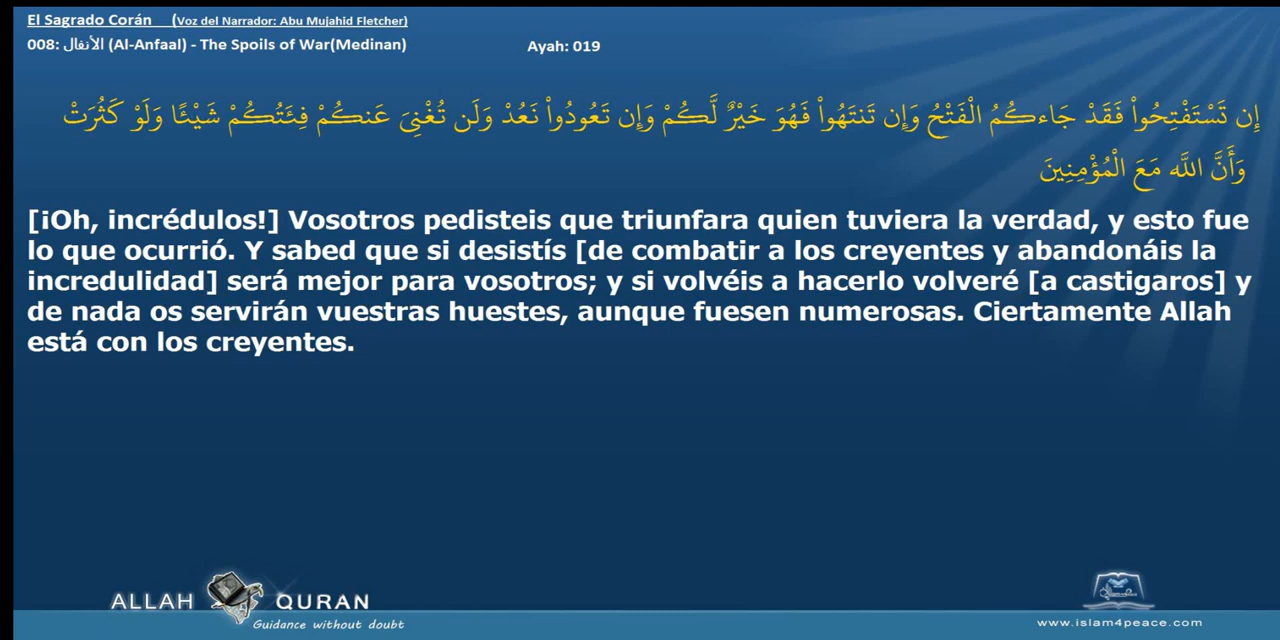 El Sagrado Corán (Voz del Narrador: Abu Mujahid Fletcher)
008: الأنفال (Al-Anfaal) - The Spoils of War(Medinan) Ayah: 019
إِن تَسْتَفْتِحُواْ فَقَدْ جَاءكُمُ الْفَتْحُ وَإِن تَنتَهُواْ فَهُوَ خَيْرٌ لَّكُمْ وَإِن تَعُودُواْ نَعُدْ وَلَن تُغْنِيَ عَنكُمْ فِئَتُكُمْ شَيْئًا وَلَوْ كَثُرَتْ
وَأَنَّ اللَّه مَعَ الْمُؤْمِنِينَ
[¡Oh, incrédulos!] Vosotros pedisteis que triunfara quien tuviera la verdad, y esto fue
lo que ocurrió. Y sabed que si desistís [de combatir a los creyentes y abandonáis la
incredulidad] será mejor para vosotros; y si volvéis a hacerlo volveré [a castigaros] y
de nada os servirán vuestras huestes, aunque fuesen numerosas. Ciertamente Allah
está con los creyentes.
ALLAH QURAN
Guidance without doubt
www.islam4peace.com